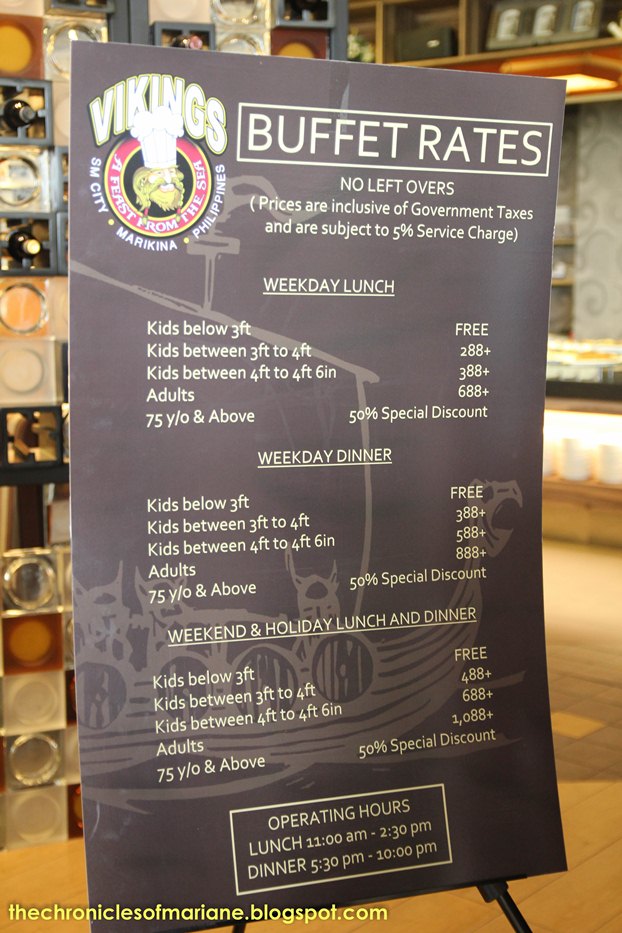 VIKINGS
A FEAST FROM THE SEA
SM CITY • MARIKINA • PHILIPPINES
BUFFET RATES
NO LEFT OVERS
( Prices are inclusive of Government Taxes
and are subject to 5% Service Charge)
WEEKDAY LUNCH
Kids below 3ft FREE
Kids between 3ft to 4ft 288+
Kids between 4ft to 4ft 6in 388+
Adults 688+
75 y/o & Above 50% Special Discount
WEEKDAY DINNER
Kids below 3ft FREE
Kids between 3ft to 4ft 388+
Kids between 4ft to 4ft 6in 588+
Adults 888+
75 y/o & Above 50% Special Discount
WEEKEND & HOLIDAY LUNCH AND DINNER
Kids below 3ft FREE
Kids between 3ft to 4ft 488+
Kids between 4ft to 4ft 6in 688+
Adults 1,088+
75 y/o & Above 50% Special Discount
OPERATING HOURS
LUNCH 11:00 am - 2:30 pm
DINNER 5:30 pm - 10:00 pm
thechroniclesofmariane.blogspot.com